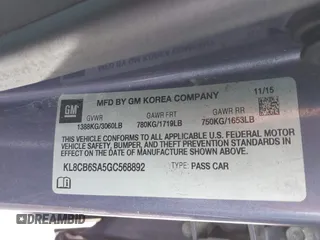 GM
MFD BY GM KOREA COMPANY
11/15
GVWR GAWR FRT GAWR RR
1388KG/3060LB 780KG/1719LB 750KG/1653LB
THIS VEHICLE CONFORMS TO ALL APPLICABLE U.S. FEDERAL MOTOR
VEHICLE SAFETY, BUMPER, AND THEFT PREVENTION STANDARDS
IN EFFECT ON THE DATE OF MANUFACTURE SHOWN ABOVE.
KL8CB6SA5GC568892 TYPE: PASS CAR
© AUTOBIDMASTER